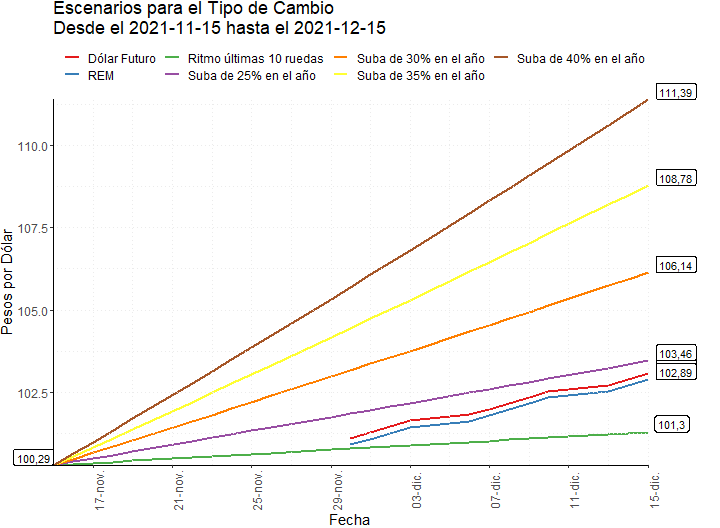 Escenarios para el Tipo de Cambio
Desde el 2021-11-15 hasta el 2021-12-15
Dólar Futuro
Ritmo últimas 10 ruedas
Suba de 30% en el año
Suba de 40% en el año
REM
Suba de 25% en el año
Suba de 35% en el año
111,39
110.0
108,78
107.5
106,14
105.0
103,46
102,89
102.5
101,3
100,29
Pesos por Dólar
17-nov.
21-nov.
25-nov.
29-nov.
03-dic.
07-dic.
11-dic.
15-dic.
Fecha